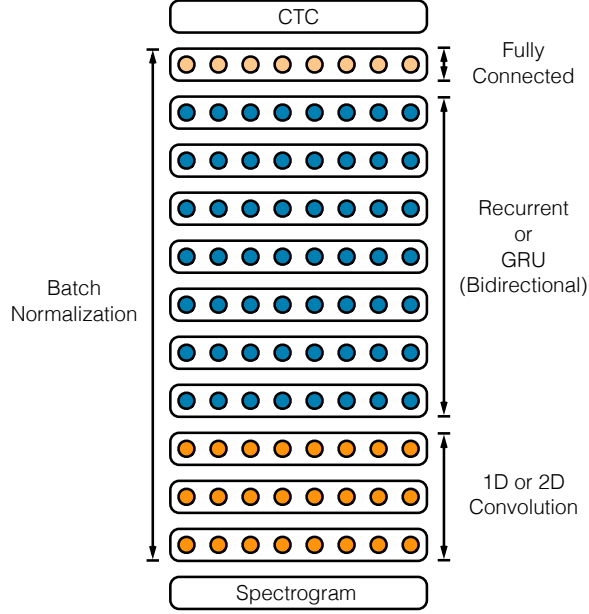 CTC
Fully
Connected
Recurrent
or
GRU
(Bidirectional)
Batch
Normalization
1D or 2D
Convolution
Spectrogram